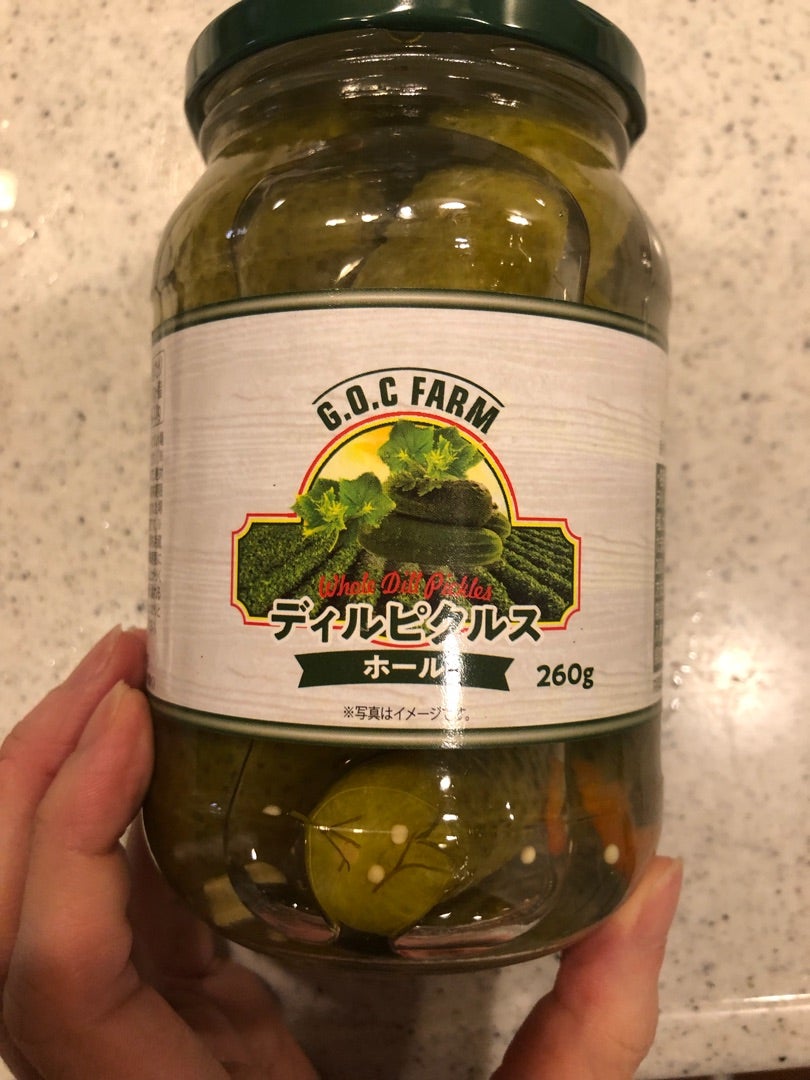 G.O.C FARM
Whole Dill Pickles
ディルピクルス
ホール
260g
※写真はイメージです。